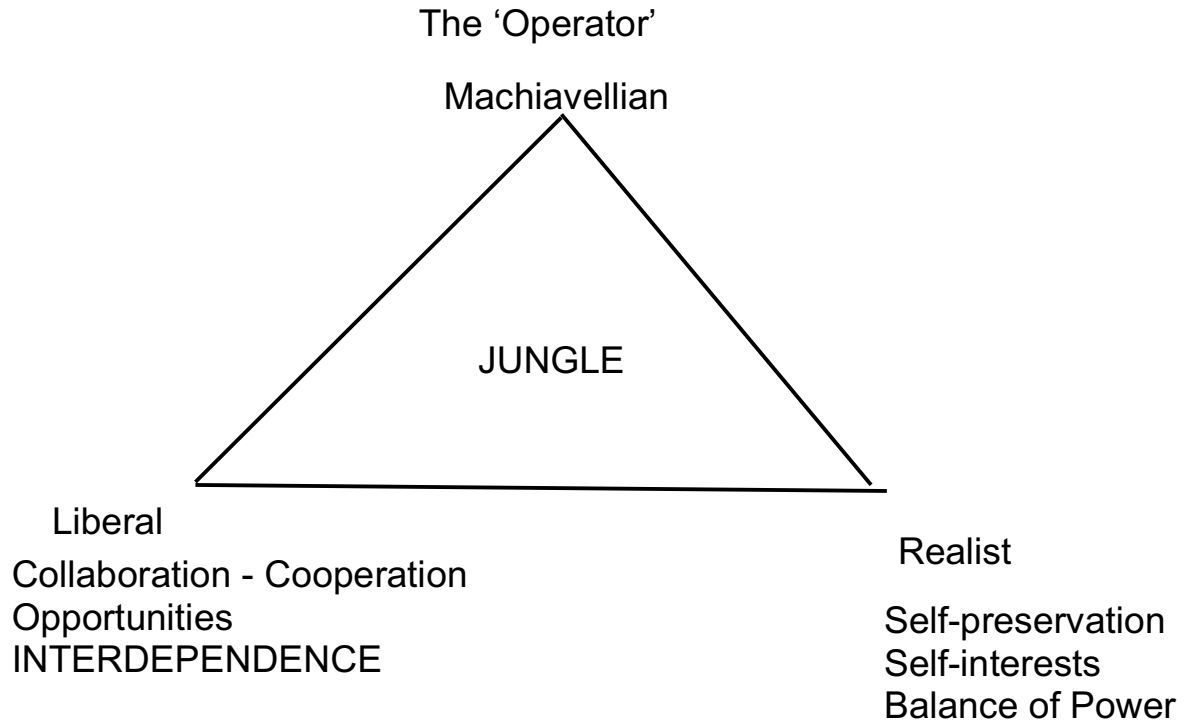 The ‘Operator’
Machiavellian
JUNGLE
Liberal
Collaboration - Cooperation
Opportunities
INTERDEPENDENCE
Realist
Self-preservation
Self-interests
Balance of Power